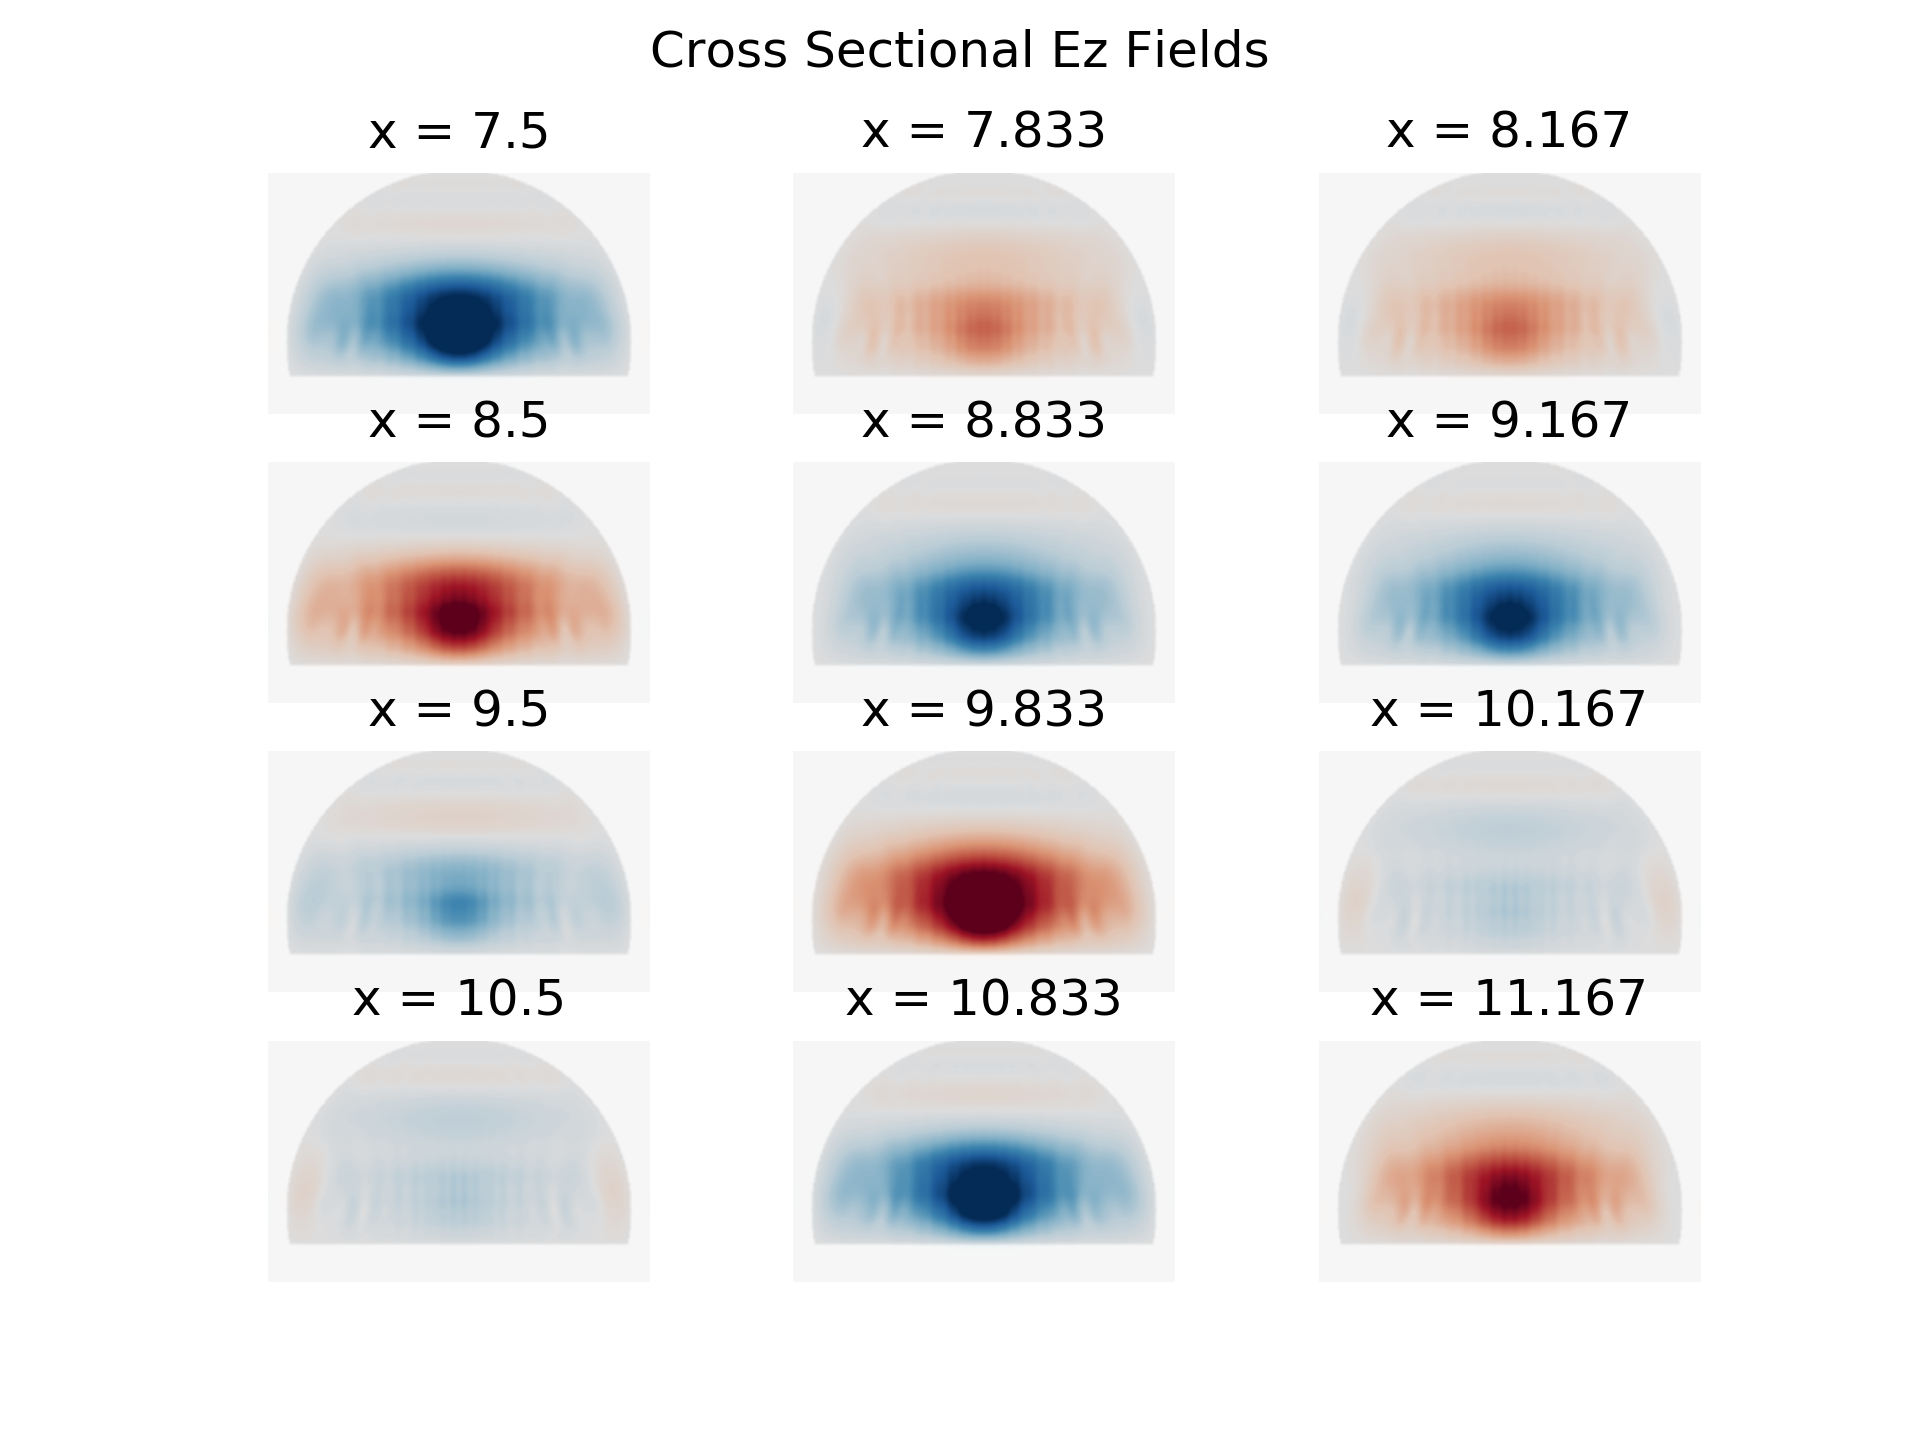 Cross Sectional Ez Fields
x = 7.5
x = 7.833
x = 8.167
x = 8.5
x = 8.833
x = 9.167
x = 9.5
x = 9.833
x = 10.167
x = 10.5
x = 10.833
x = 11.167